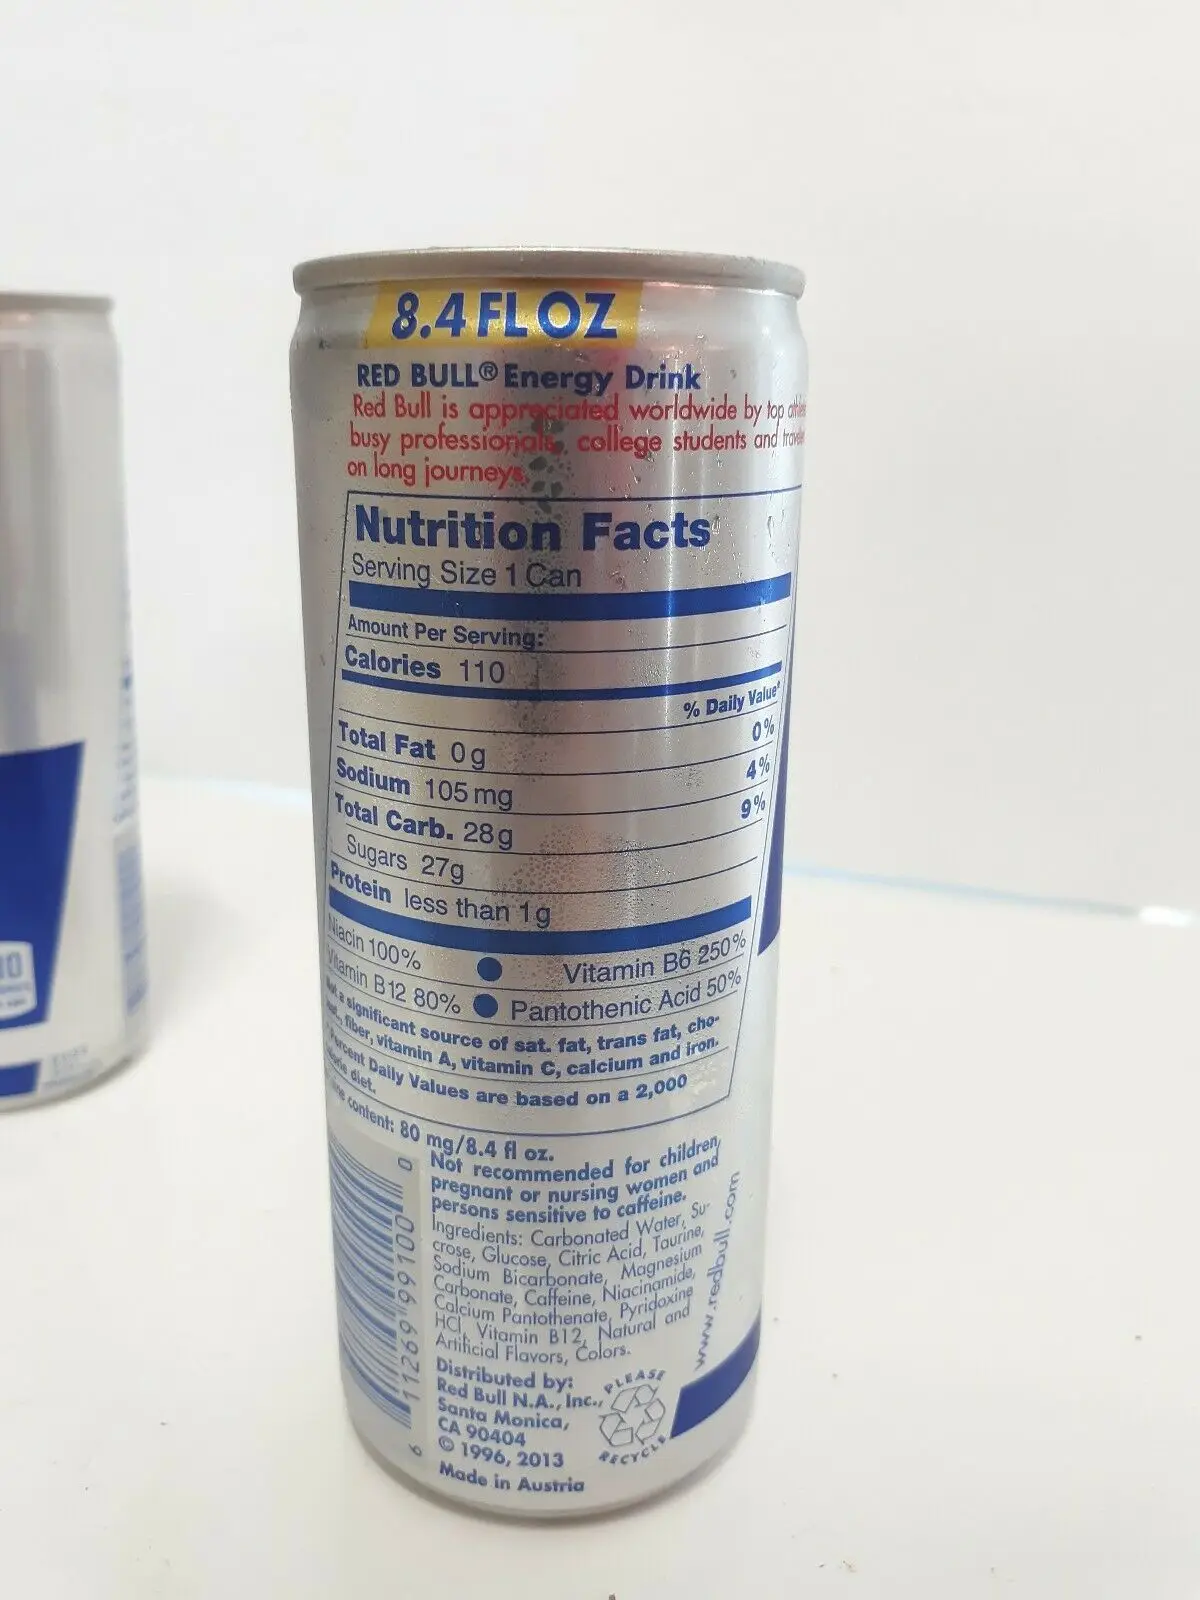 8.4 FL OZ
RED BULL® Energy Drink
Red Bull is appreciated worldwide by top
busy professionals, college students and
on long journeys.
Nutrition Facts
Serving Size 1 Can
Amount Per Serving:
Calories 110
% Daily Value*
Total Fat 0g 0%
Sodium 105mg 4%
Total Carb. 28g 9%
Sugars 27g
Protein less than 1g
Niacin 100% ● Vitamin B6 250%
Vitamin B12 80% ● Pantothenic Acid 50%
a significant source of sat. fat, trans fat, cho-
fiber, vitamin A, vitamin C, calcium and iron.
Percent Daily Values are based on a 2,000
diet.
content: 80 mg/8.4 fl oz.
Not recommended for children,
pregnant or nursing women and
persons sensitive to caffeine.
Ingredients: Carbonated Water, Su-
crose, Glucose, Citric Acid, Taurine,
Sodium Bicarbonate, Magnesium
Carbonate, Caffeine, Niacinamide,
Calcium Pantothenate, Pyridoxine
HCl, Vitamin B12, Natural and
Artificial Flavors, Colors.
Distributed by:
Red Bull N.A., Inc.,
Santa Monica,
CA 90404
© 1996, 2013
Made in Austria
PLEASE
RECYCLE
www.redbull.com
6 11269 99100 0